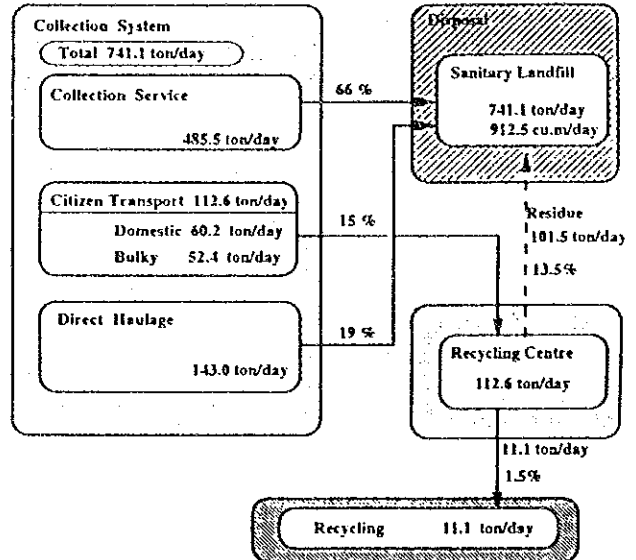 Collection System
Total 741.1 ton/day
Collection Service
485.5 ton/day
Citizen Transport 112.6 ton/day
Domestic 60.2 ton/day
Bulky 52.4 ton/day
Direct Haulage
143.0 ton/day
66 %
15 %
19 %
Disposal
Sanitary Landfill
741.1 ton/day
912.5 cu.m/day
Residue
101.5 ton/day
13.5%
Recycling Centre
112.6 ton/day
11.1 ton/day
1.5%
Recycling 11.1 ton/day